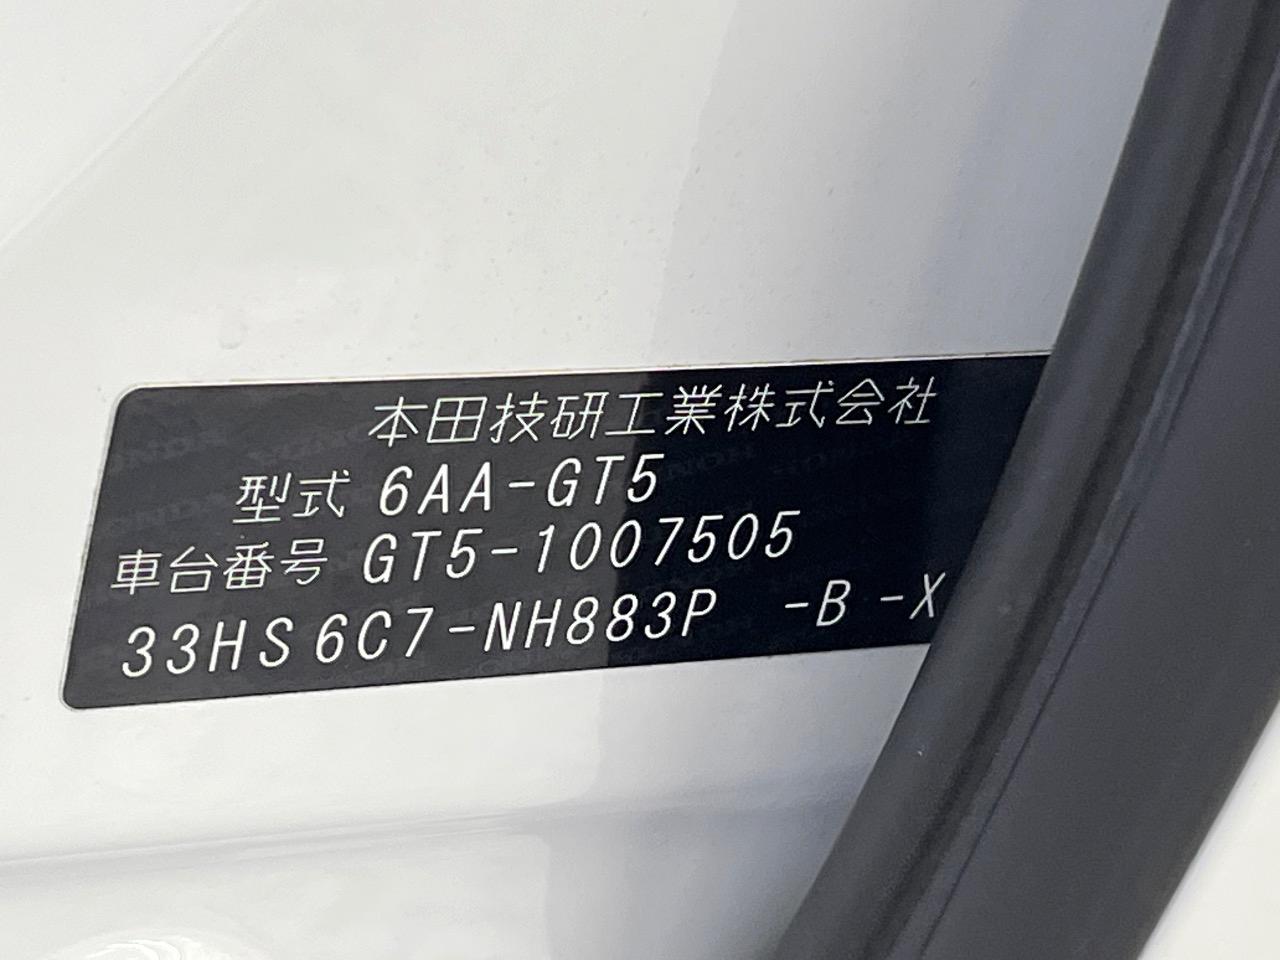 本田技研工業株式会社
型式 6AA-GT5
車台番号 GT5-1007505
33HS6C7-NH883P -B -X